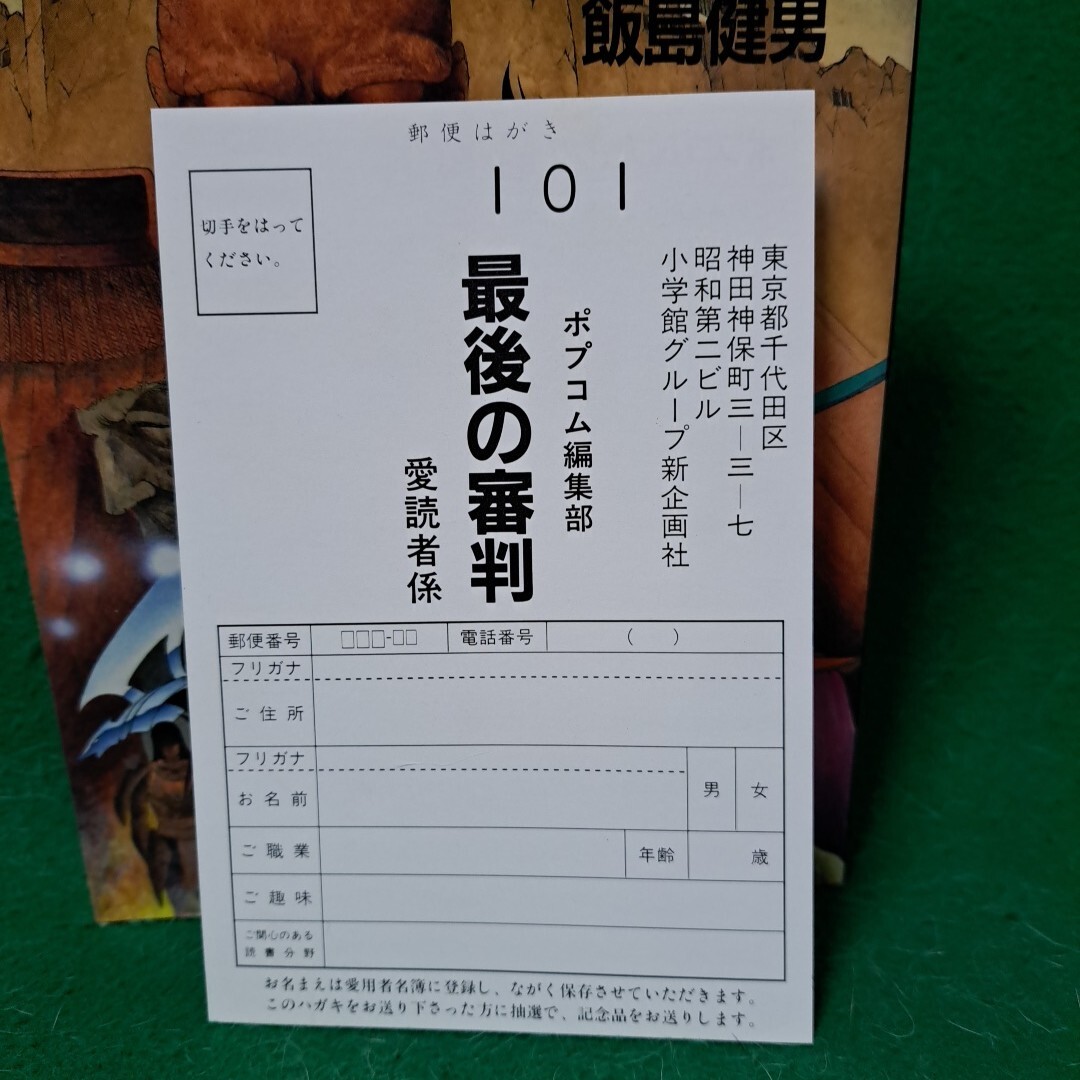 飯島健男
郵便はがき
101
切手をはって
ください。
東京都千代田区
神田神保町三―三―七
昭和第二ビル
小学館グループ新企画社
ポプコム編集部
最後の審判
愛読者係
郵便番号 □□□-□□ 電話番号 ( )
フリガナ
ご住所
フリガナ
お名前 男 女
ご職業 年齢 歳
ご趣味
ご関心のある
読書分野
お名まえは愛用者名簿に登録し、ながく保存させていただきます。
このハガキをお送り下さった方に抽選で、記念品をお送りします。